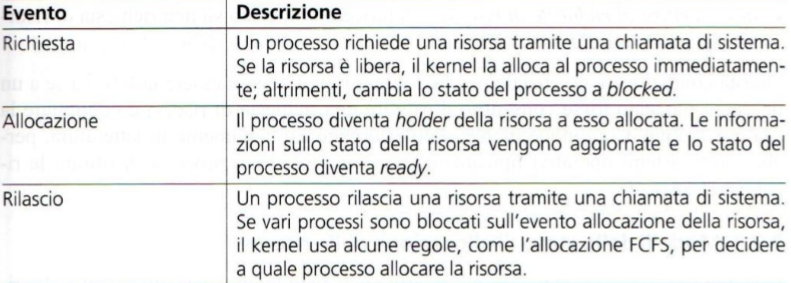 Evento Descrizione
Richiesta Un processo richiede una risorsa tramite una chiamata di sistema.
Se la risorsa è libera, il kernel la alloca al processo immediatamen-
te; altrimenti, cambia lo stato del processo a blocked.
Allocazione Il processo diventa holder della risorsa a esso allocata. Le informa-
zioni sullo stato della risorsa vengono aggiornate e lo stato del
processo diventa ready.
Rilascio Un processo rilascia una risorsa tramite una chiamata di sistema.
Se vari processi sono bloccati sull'evento allocazione della risorsa,
il kernel usa alcune regole, come l'allocazione FCFS, per decidere
a quale processo allocare la risorsa.